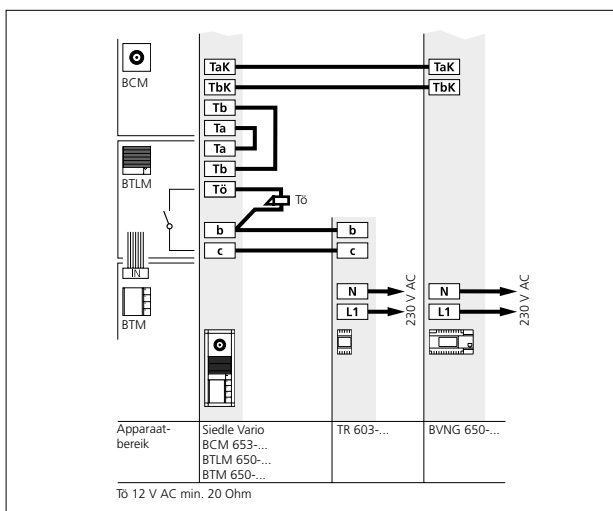 BCM
TaK
TaK
TbK
TbK
Tb
Ta
Ta
BTLM
Tb
Tö
Tö
b
b
c
c
IN
N
N
230 V AC
230 V AC
BTM
L1
L1
Apparaat-
bereik
Siedle Vario
BCM 653-...
BTLM 650-...
BTM 650-...
TR 603-...
BVNG 650-...
Tö 12 V AC min. 20 Ohm